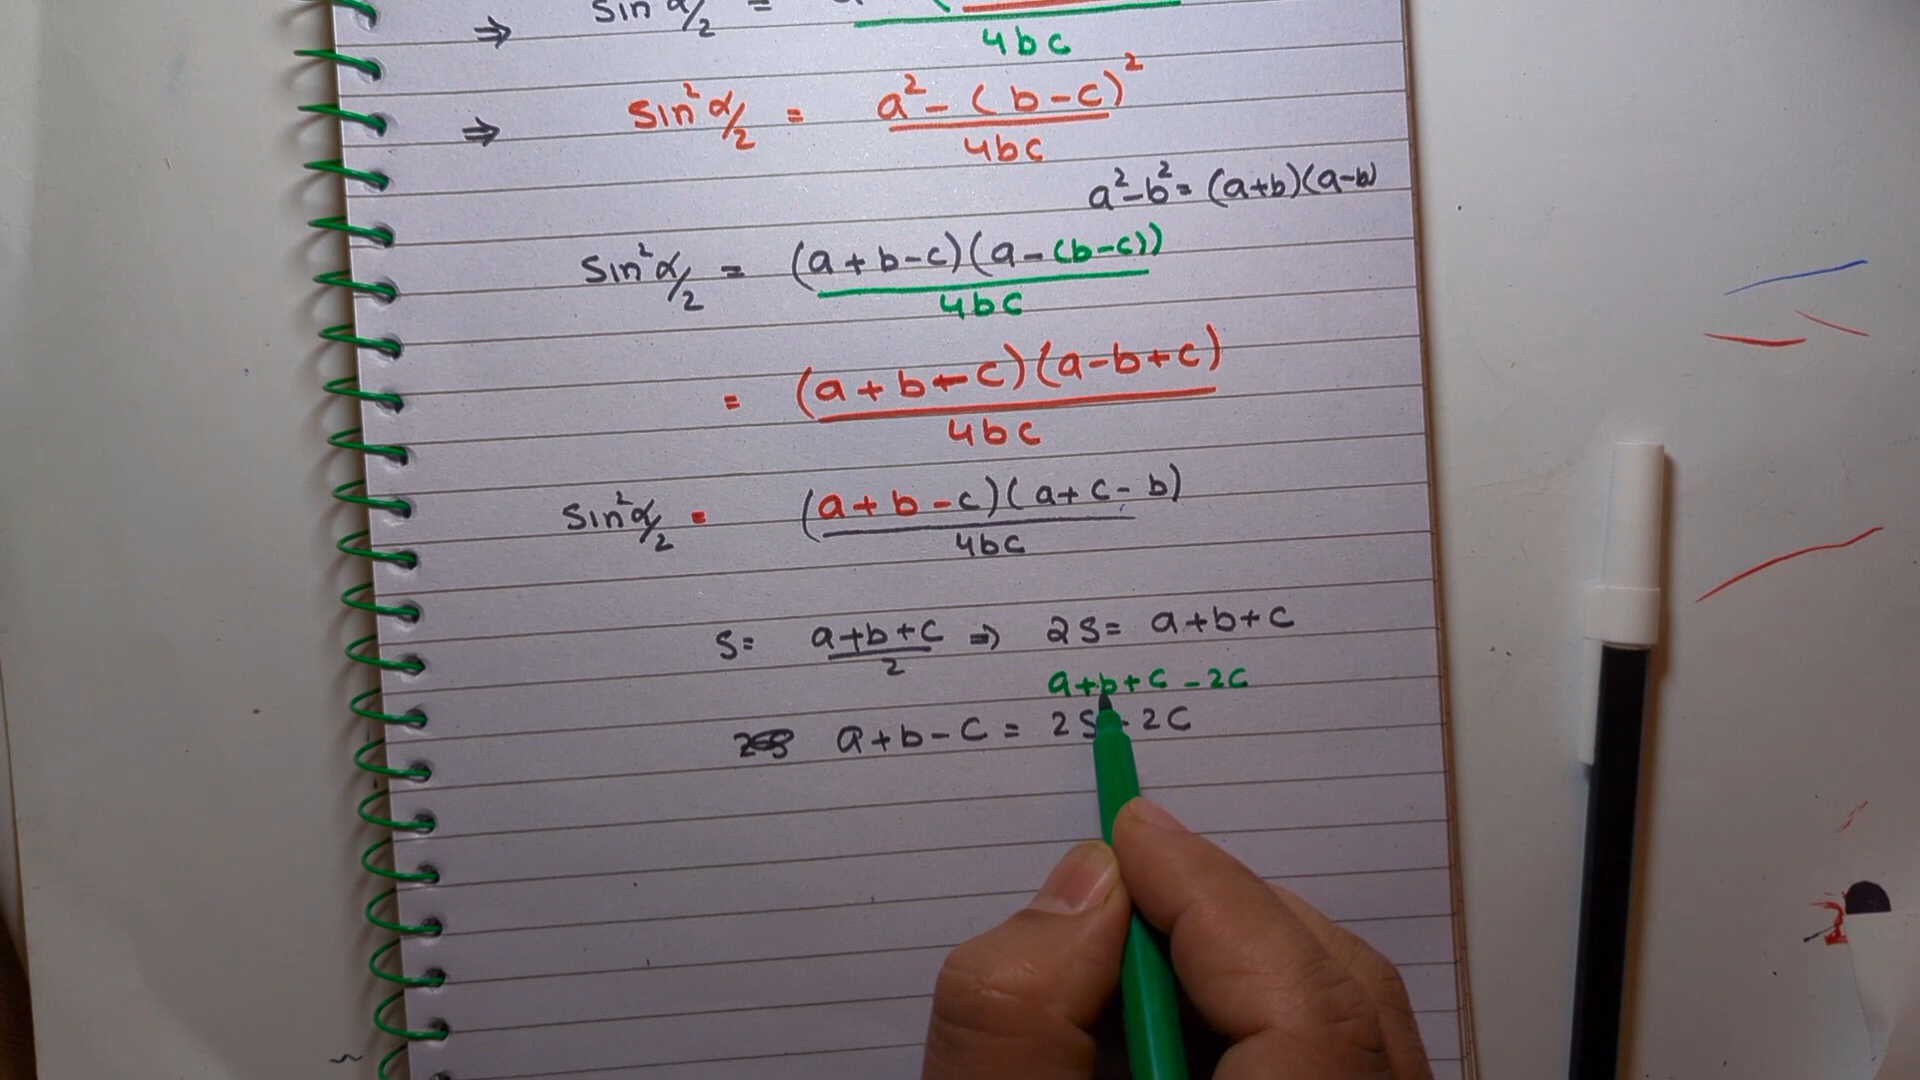 ⇒ sin α/2 =
4bc
⇒ sin²α/2 = a² - (b-c)²
4bc
a²-b² = (a+b)(a-b)
sin²α/2 = (a+b-c)(a-(b-c))
4bc
= (a+b-c)(a-b+c)
4bc
sin²α/2 = (a+b-c)(a+c-b)
4bc
S= a+b+c ⇒ 2S= a+b+c
2
a+b+c -2c
a+b-c = 2S-2c